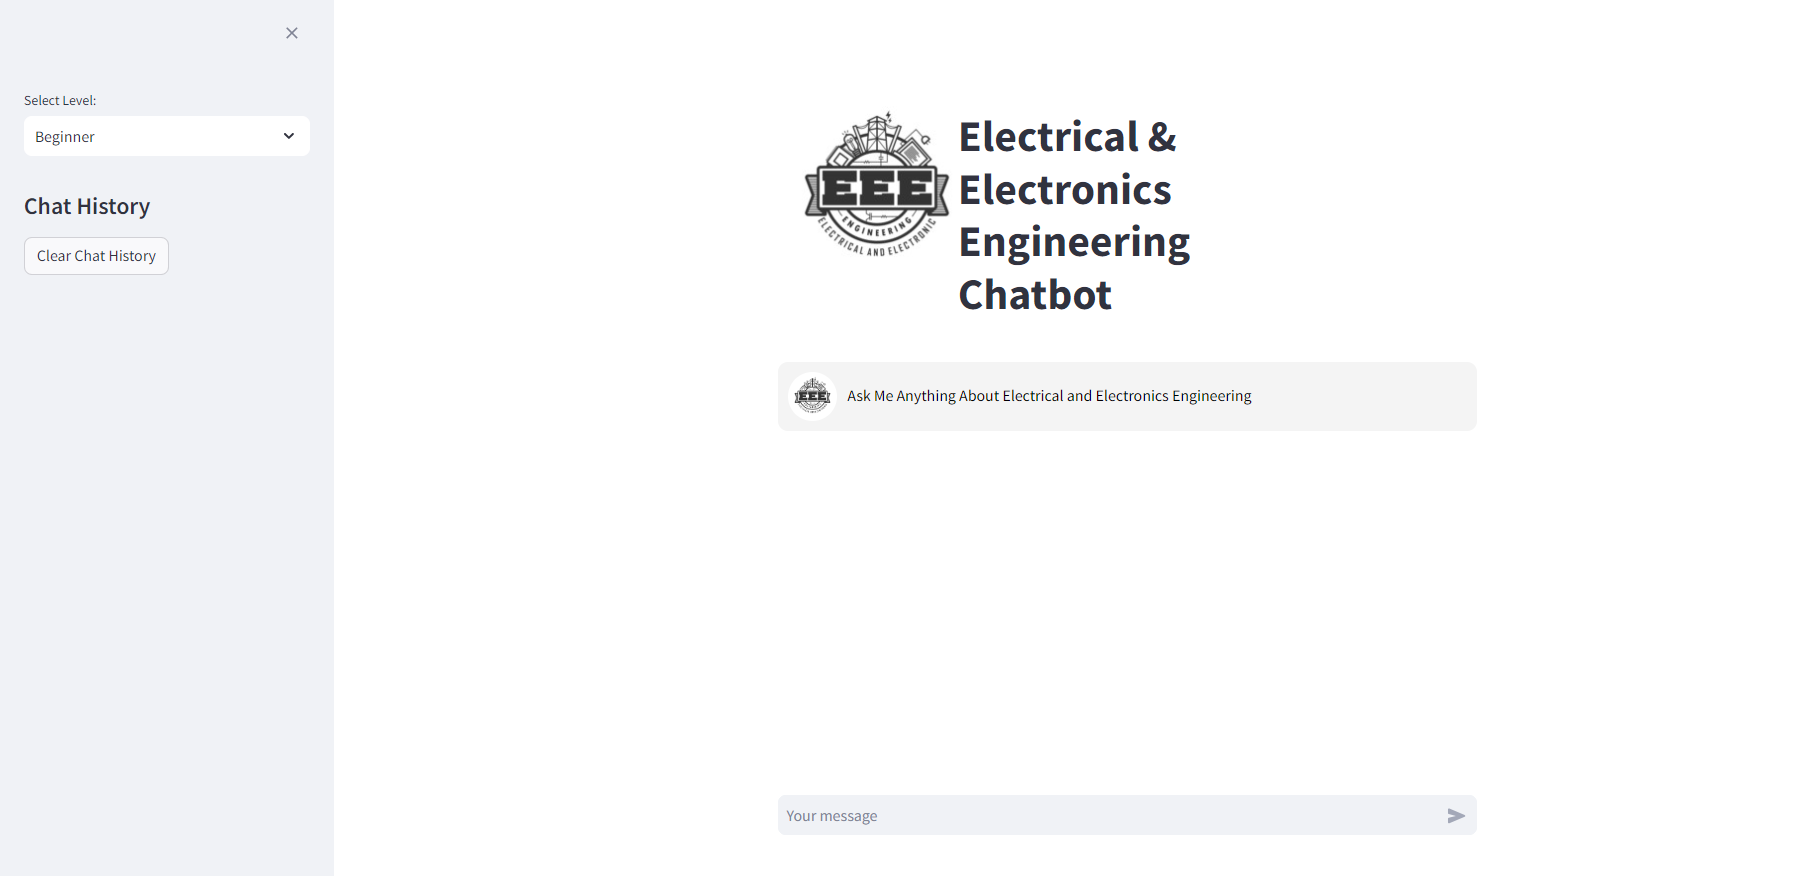 Select Level:
Beginner
Chat History
Clear Chat History
EEE
ENGINEERING
ELECTRICAL AND ELECTRONIC
Electrical &
Electronics
Engineering
Chatbot
EEE
Ask Me Anything About Electrical and Electronics Engineering
Your message